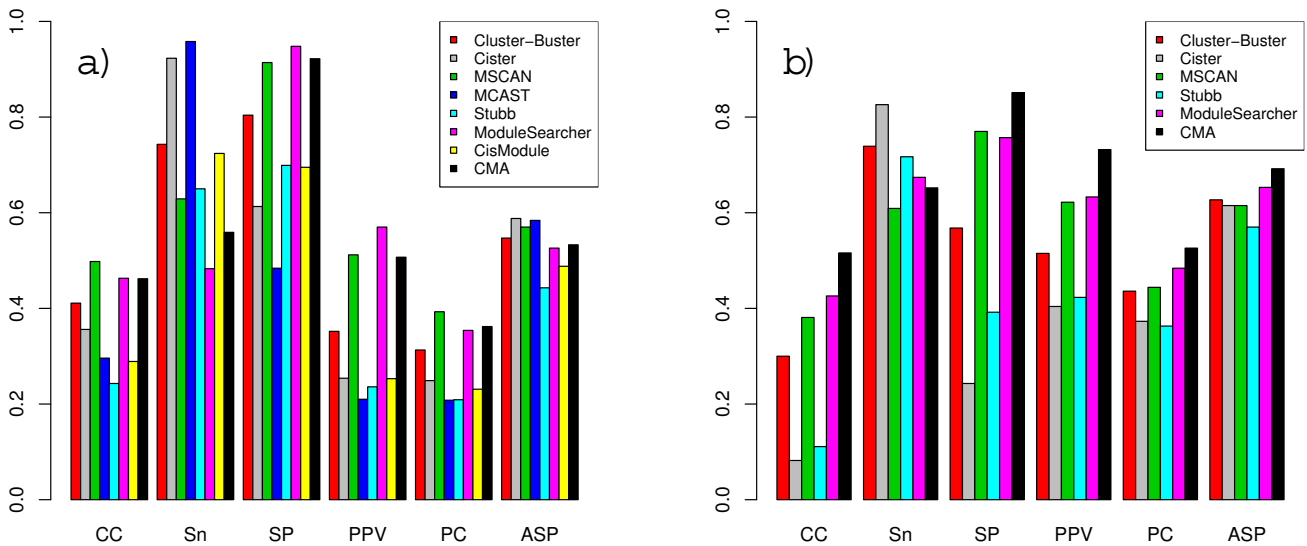 a)
1.0
0.8
0.6
0.4
0.2
0.0
Cluster−Buster
Cister
MSCAN
MCAST
Stubb
ModuleSearcher
CisModule
CMA
CC Sn SP PPV PC ASP
b)
1.0
0.8
0.6
0.4
0.2
0.0
Cluster−Buster
Cister
MSCAN
Stubb
ModuleSearcher
CMA
CC Sn SP PPV PC ASP